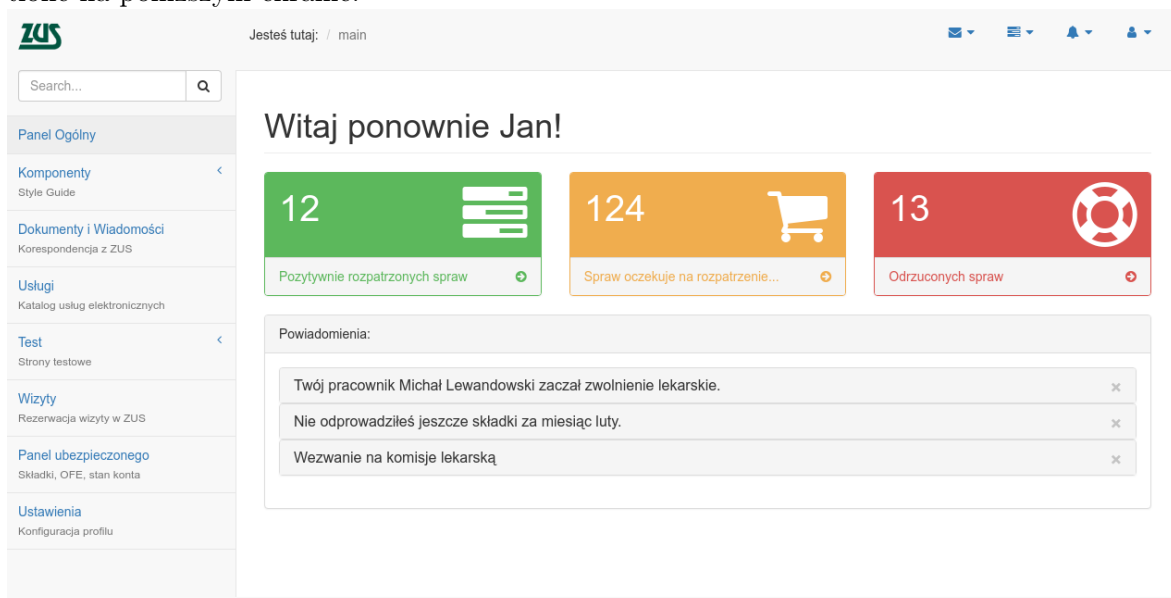 ZUS
Jesteś tutaj: / main
Search...
Panel Ogólny
Komponenty
Style Guide
Dokumenty i Wiadomości
Korespondencja z ZUS
Usługi
Katalog usług elektronicznych
Test
Strony testowe
Wizyty
Rezerwacja wizyty w ZUS
Panel ubezpieczonego
Składki, OFE, stan konta
Ustawienia
Konfiguracja profilu
Witaj ponownie Jan!
12
Pozytywnie rozpatrzonych spraw
124
Spraw oczekuje na rozpatrzenie...
13
Odrzuconych spraw
Powiadomienia:
Twój pracownik Michał Lewandowski zaczał zwolnienie lekarskie.
Nie odprowadziłeś jeszcze składki za miesiąc luty.
Wezwanie na komisje lekarską